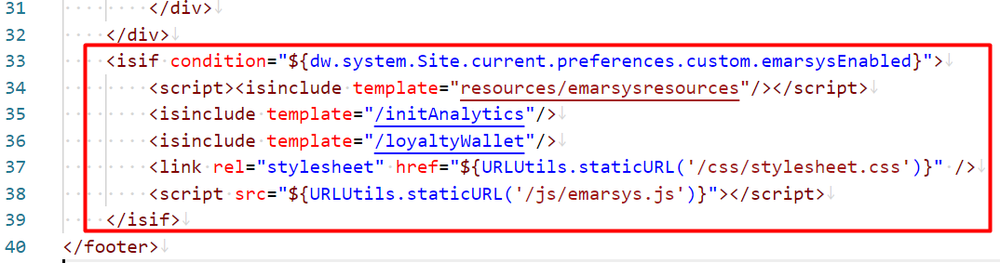 31 </div>
32 </div>
33 <isif condition="${dw.system.Site.current.preferences.custom.emarsysEnabled}">
34 <script><isinclude template="resources/emarsysresources"/></script>
35 <isinclude template="/initAnalytics"/>
36 <isinclude template="/loyaltyWallet"/>
37 <link rel="stylesheet" href="${URLUtils.staticURL('/css/stylesheet.css')}" />
38 <script src="${URLUtils.staticURL('/js/emarsys.js')}"></script>
39 </isif>
40 </footer>